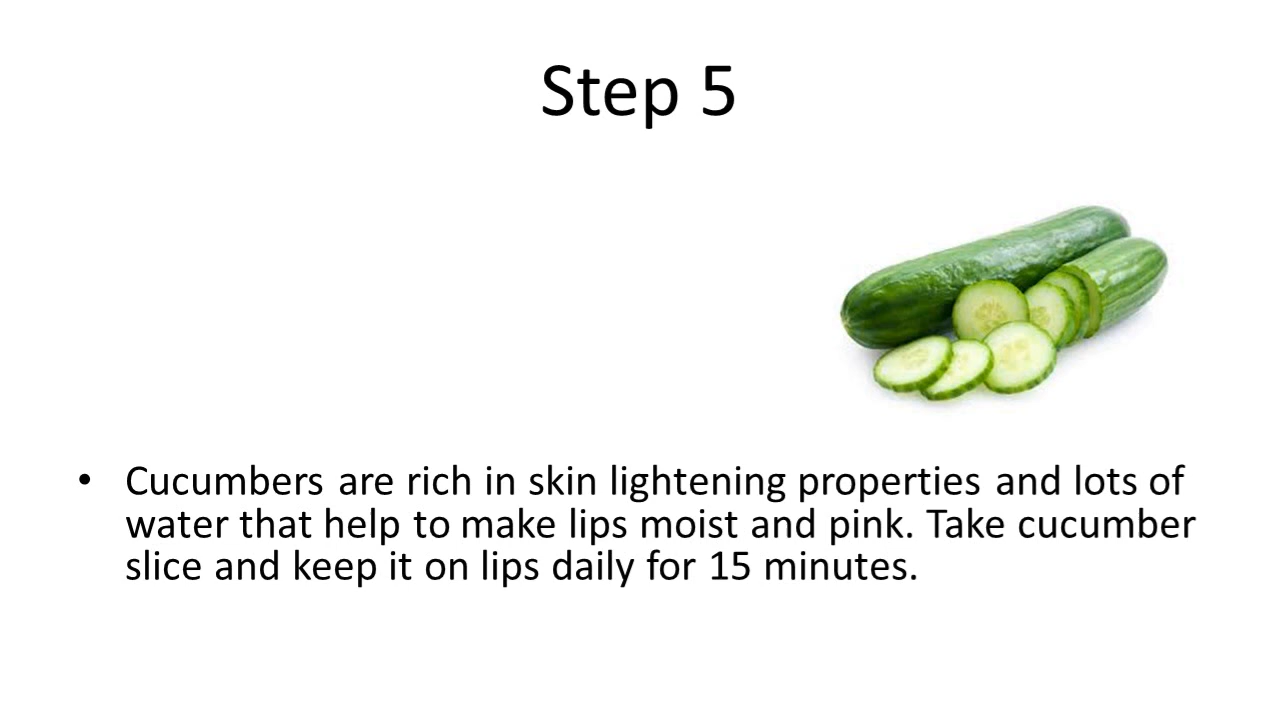 Step 5
• Cucumbers are rich in skin lightening properties and lots of
water that help to make lips moist and pink. Take cucumber
slice and keep it on lips daily for 15 minutes.